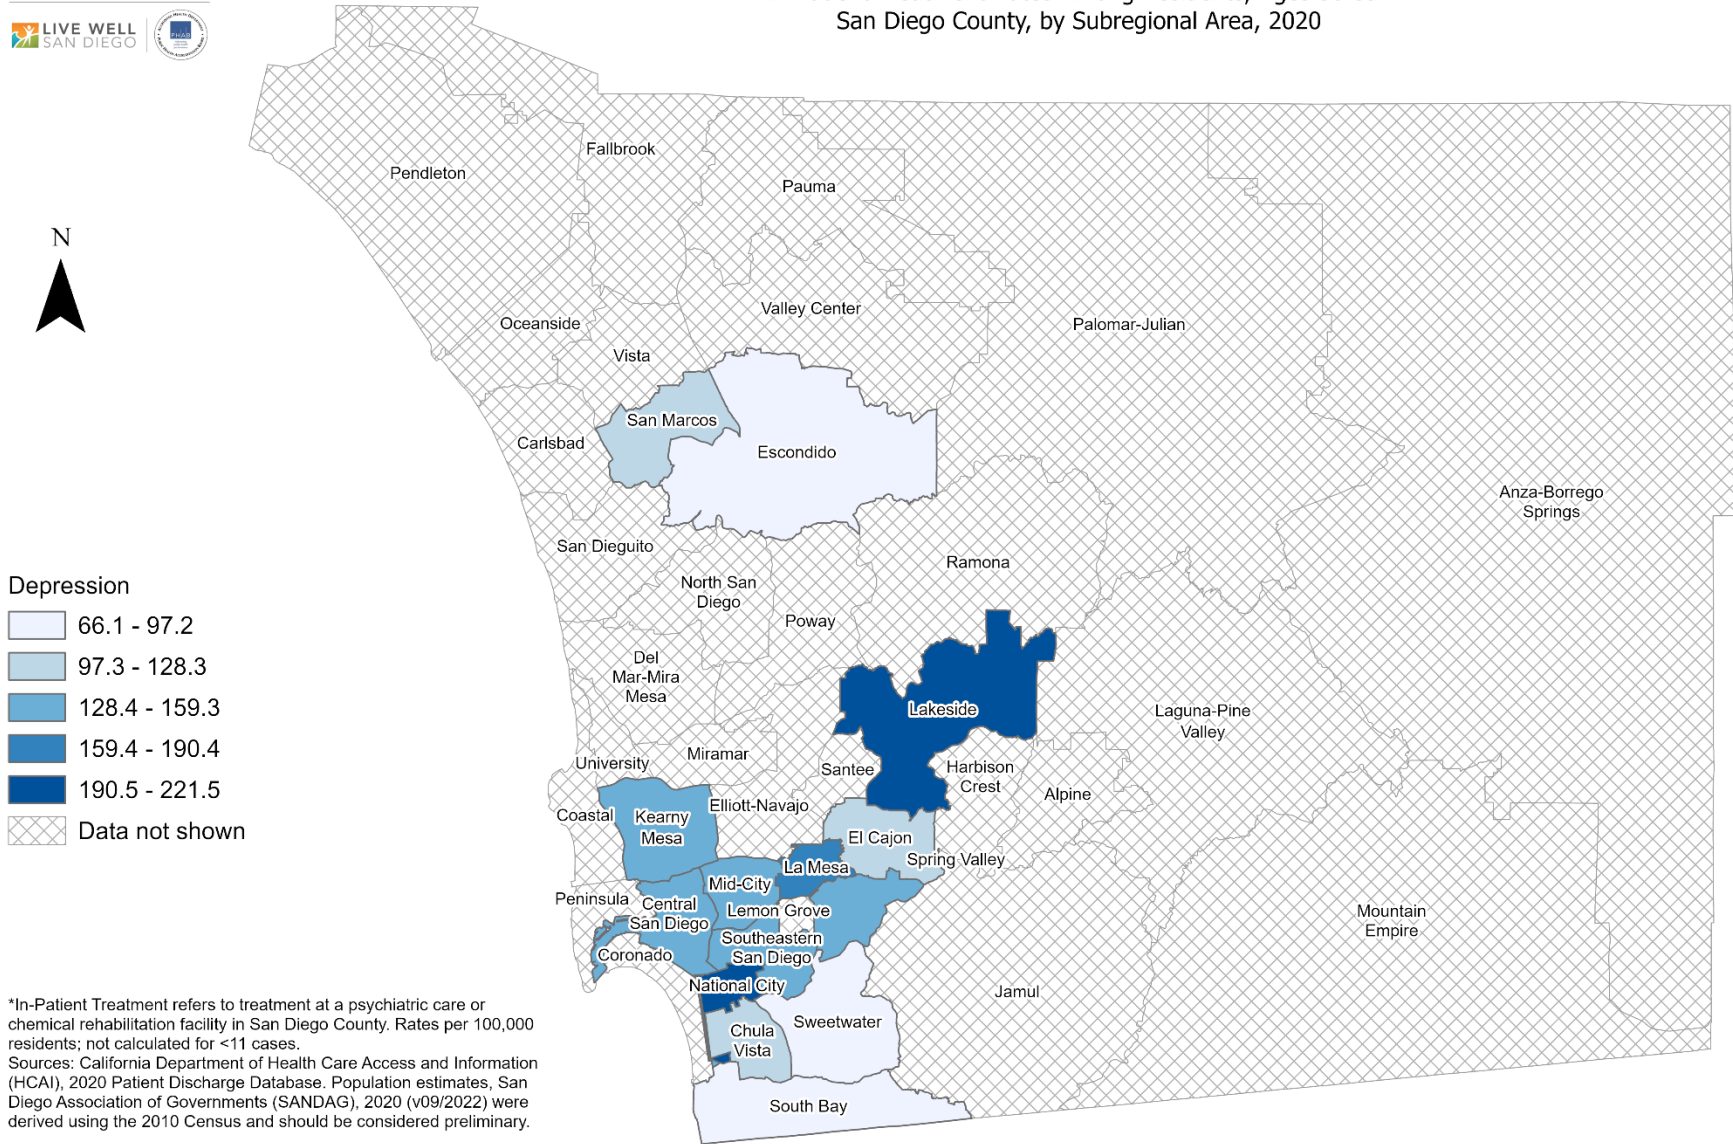 LIVE WELL
SAN DIEGO
PHAB
San Diego County, by Subregional Area, 2020
N
Pendleton
Fallbrook
Pauma
Oceanside
Valley Center
Palomar-Julian
Vista
San Marcos
Carlsbad
Escondido
Anza-Borrego
Springs
San Dieguito
Ramona
North San
Diego
Poway
Del
Mar-Mira
Mesa
Lakeside
Laguna-Pine
Valley
Miramar
University
Santee
Harbison
Crest
Alpine
Coastal
Kearny
Mesa
Elliott-Navajo
El Cajon
La Mesa
Spring Valley
Mid-City
Peninsula
Central
San Diego
Lemon Grove
Mountain
Empire
Southeastern
San Diego
Coronado
National City
Jamul
Chula
Vista
Sweetwater
South Bay
Depression
66.1 - 97.2
97.3 - 128.3
128.4 - 159.3
159.4 - 190.4
190.5 - 221.5
Data not shown
*In-Patient Treatment refers to treatment at a psychiatric care or
chemical rehabilitation facility in San Diego County. Rates per 100,000
residents; not calculated for <11 cases.
Sources: California Department of Health Care Access and Information
(HCAI), 2020 Patient Discharge Database. Population estimates, San
Diego Association of Governments (SANDAG), 2020 (v09/2022) were
derived using the 2010 Census and should be considered preliminary.